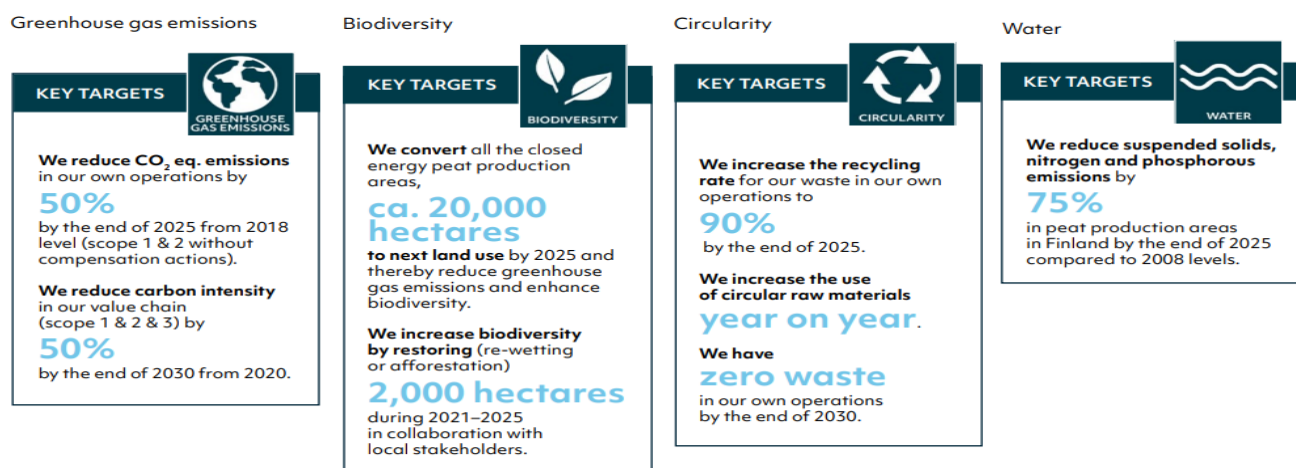 Greenhouse gas emissions
KEY TARGETS
GREENHOUSE
GAS EMISSIONS
We reduce CO₂ eq. emissions
in our own operations by
50%
by the end of 2025 from 2018
level (scope 1 & 2 without
compensation actions).
We reduce carbon intensity
in our value chain
(scope 1 & 2 & 3) by
50%
by the end of 2030 from 2020.
Biodiversity
KEY TARGETS
BIODIVERSITY
We convert all the closed
energy peat production
areas,
ca. 20,000
hectares
to next land use by 2025 and
thereby reduce greenhouse
gas emissions and enhance
biodiversity.
We increase biodiversity
by restoring (re-wetting
or afforestation)
2,000 hectares
during 2021–2025
in collaboration with
local stakeholders.
Circularity
KEY TARGETS
CIRCULARITY
We increase the recycling
rate for our waste in our own
operations to
90%
by the end of 2025.
We increase the use
of circular raw materials
year on year.
We have
zero waste
in our own operations
by the end of 2030.
Water
KEY TARGETS
WATER
We reduce suspended solids,
nitrogen and phosphorous
emissions by
75%
in peat production areas
in Finland by the end of 2025
compared to 2008 levels.